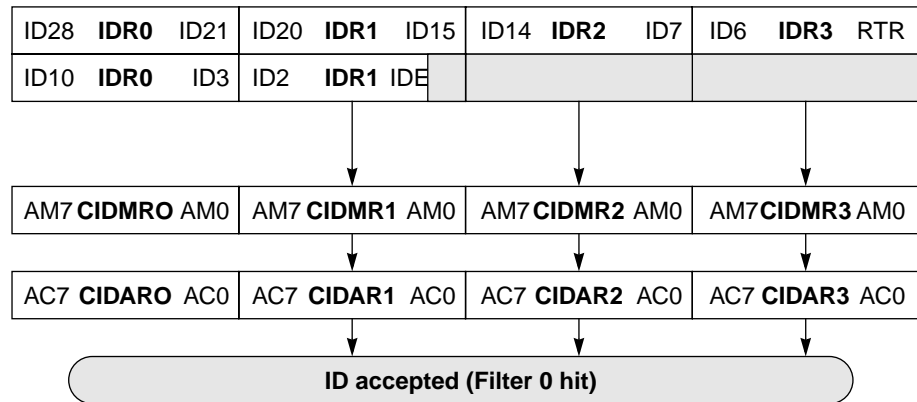 ID28 IDR0 ID21 ID20 IDR1 ID15 ID14 IDR2 ID7 ID6 IDR3 RTR
ID10 IDR0 ID3 ID2 IDR1 IDE
AM7 CIDMRO AM0 AM7 CIDMR1 AM0 AM7 CIDMR2 AM0 AM7 CIDMR3 AM0
AC7 CIDARO AC0 AC7 CIDAR1 AC0 AC7 CIDAR2 AC0 AC7 CIDAR3 AC0
ID accepted (Filter 0 hit)